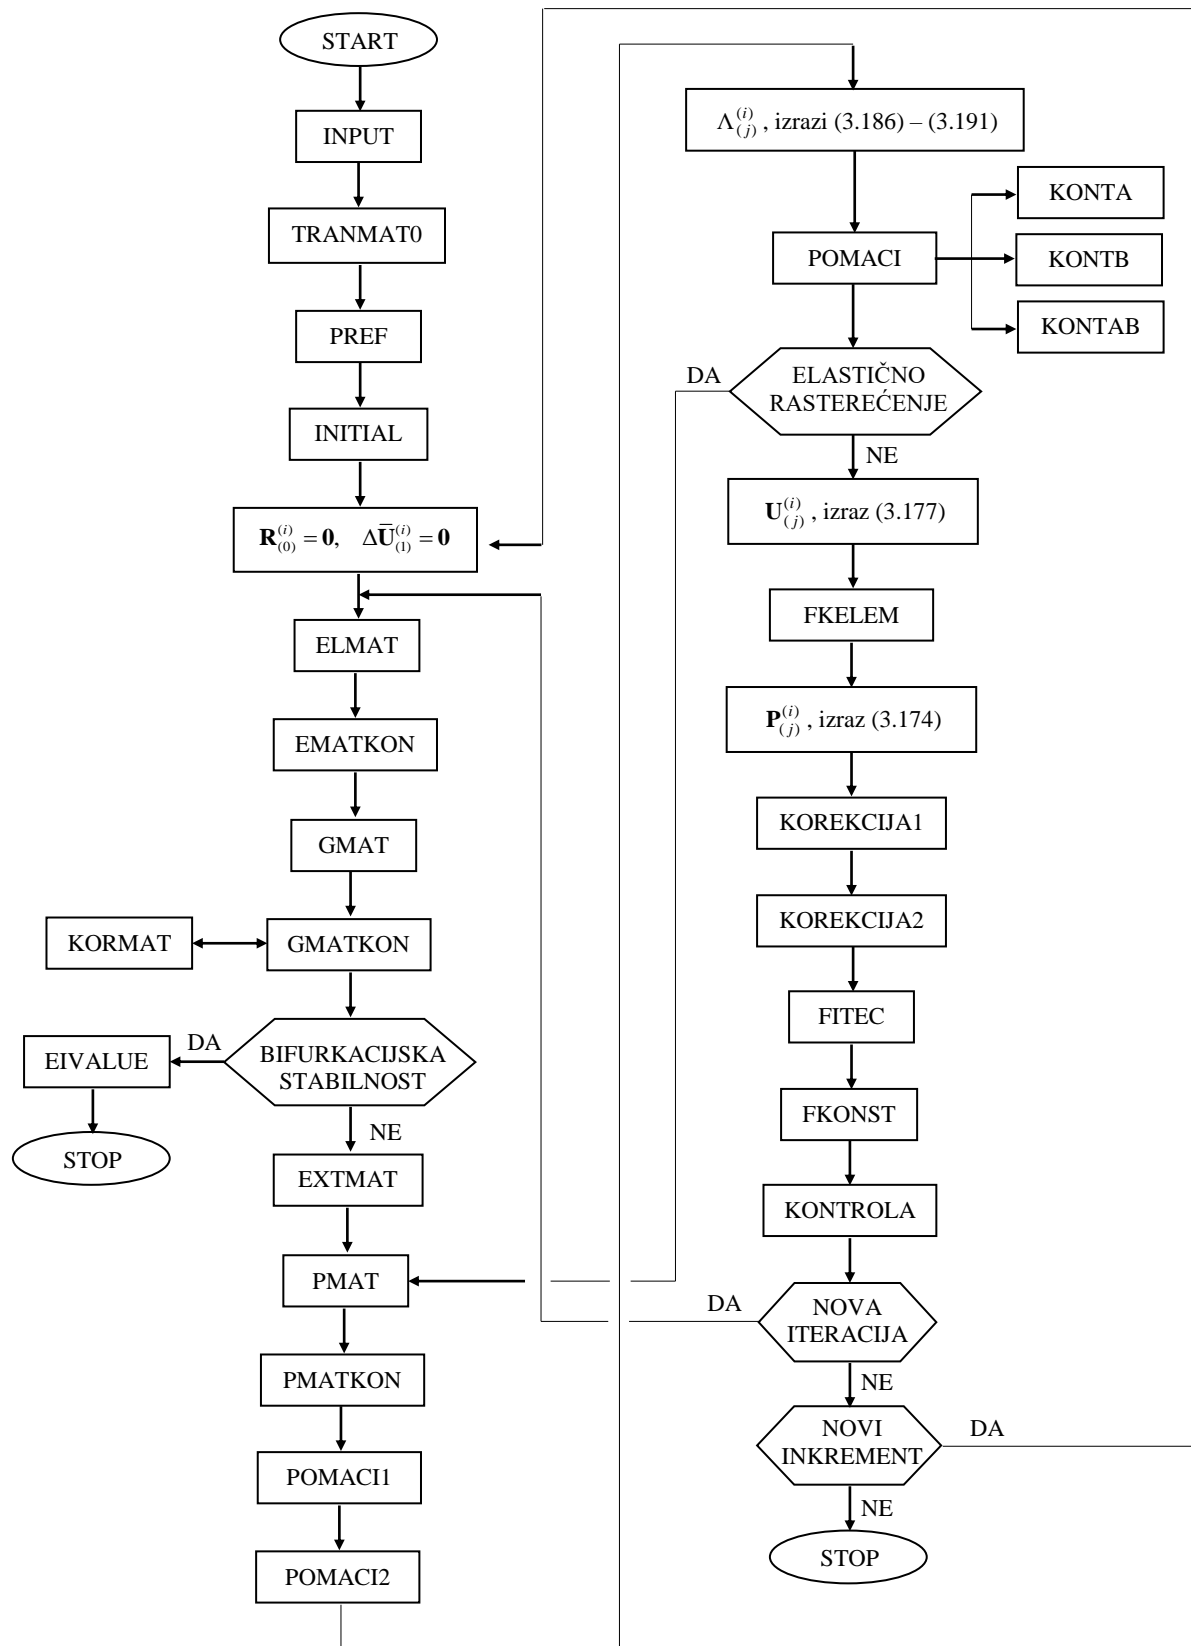 START
INPUT
TRANMAT0
PREF
INITIAL
R₍₀₎⁽ⁱ⁾ = 0, ΔU̅₍₁₎⁽ⁱ⁾ = 0
ELMAT
EMATKON
GMAT
KORMAT
GMATKON
BIFURKACIJSKA
STABILNOST
DA
EIVALUE
STOP
NE
EXTMAT
PMAT
PMATKON
POMACI1
POMACI2
Λ₍ⱼ₎⁽ⁱ⁾ , izrazi (3.186) – (3.191)
POMACI
KONTA
KONTB
KONTAB
DA
ELASTIČNO
RASTEREĆENJE
NE
U₍ⱼ₎⁽ⁱ⁾ , izraz (3.177)
FKELEM
P₍ⱼ₎⁽ⁱ⁾ , izraz (3.174)
KOREKCIJA1
KOREKCIJA2
FITEC
FKONST
KONTROLA
DA
NOVA
ITERACIJA
NE
NOVI
INKREMENT
DA
NE
STOP